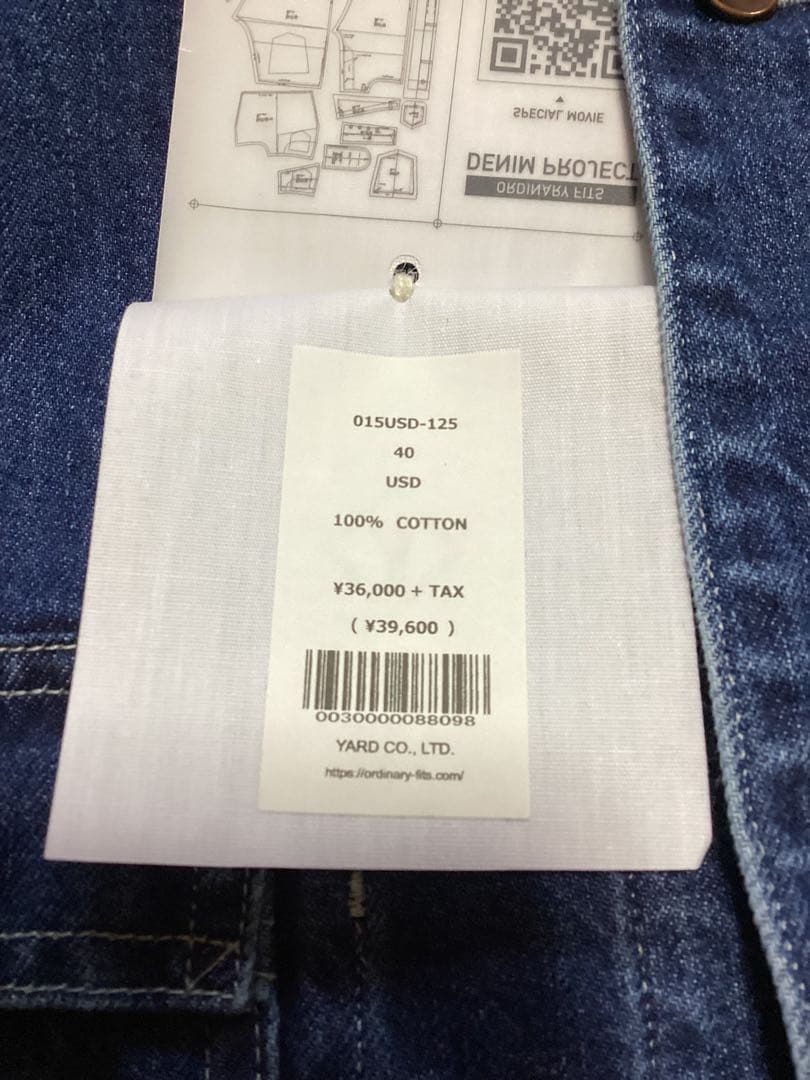 SPECIAL MOVIE
DENIM PROJECT
ORDINARY FITS
015USD-125
40
USD
100% COTTON
¥36,000 + TAX
( ¥39,600 )
0030000088098
YARD CO., LTD.
https://ordinary-fits.com/